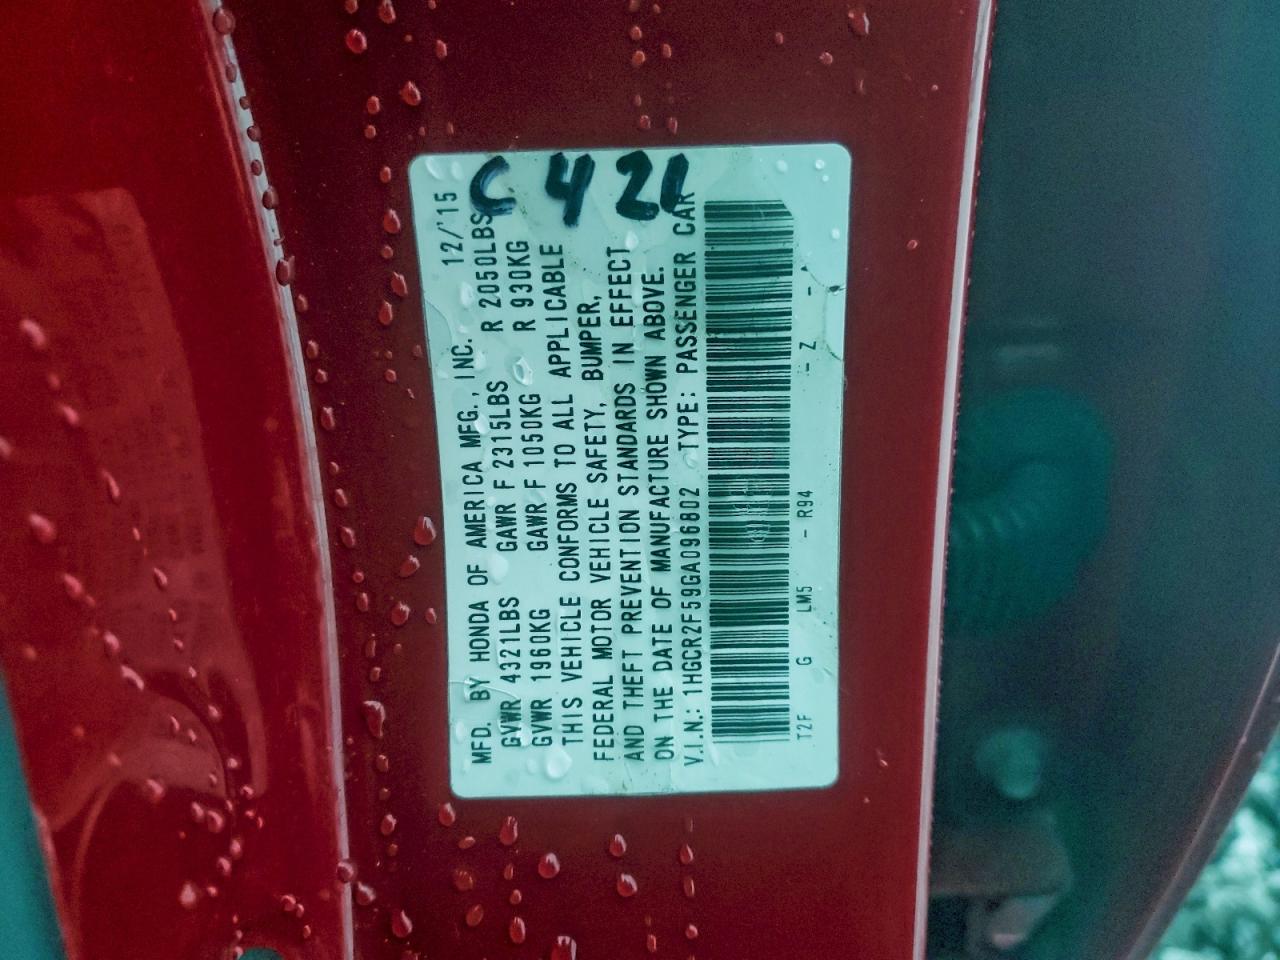 C 421
MFD. BY HONDA OF AMERICA MFG., INC. 12/'15
GVWR 4321LBS GAWR F 2315LBS R 2050LBS
GVWR 1960KG GAWR F 1050KG R 930KG
THIS VEHICLE CONFORMS TO ALL APPLICABLE
FEDERAL MOTOR VEHICLE SAFETY, BUMPER,
AND THEFT PREVENTION STANDARDS IN EFFECT
ON THE DATE OF MANUFACTURE SHOWN ABOVE.
V.I.N.: 1HGCR2F59GA096802 TYPE: PASSENGER CAR
T2F G LM5 - R94 - Z -